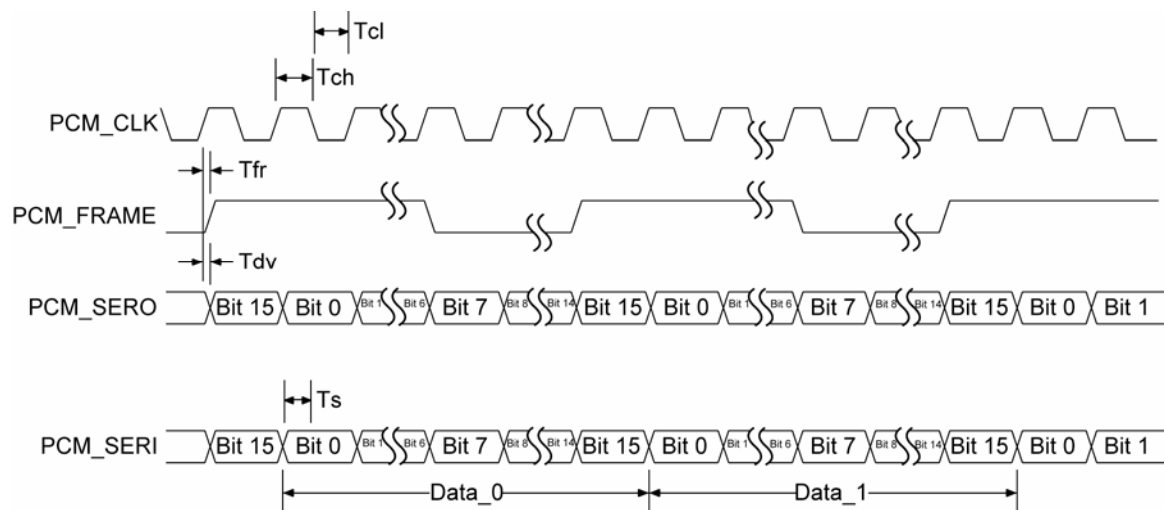 Tcl
Tch
PCM_CLK
Tfr
PCM_FRAME
Tdv
PCM_SERO Bit 15 Bit 0 Bit 1 Bit 6 Bit 7 Bit 8 Bit 14 Bit 15 Bit 0 Bit 1 Bit 6 Bit 7 Bit 8 Bit 14 Bit 15 Bit 0 Bit 1
Ts
PCM_SERI Bit 15 Bit 0 Bit 1 Bit 6 Bit 7 Bit 8 Bit 14 Bit 15 Bit 0 Bit 1 Bit 6 Bit 7 Bit 8 Bit 14 Bit 15 Bit 0 Bit 1
Data_0 Data_1